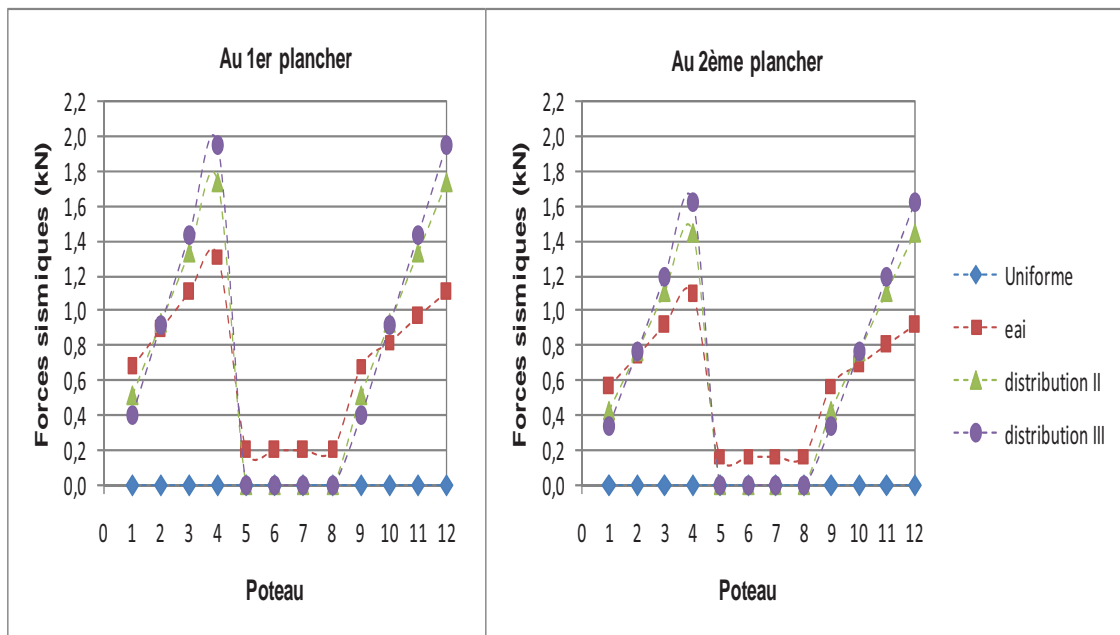 Au 1er plancher
Forces sismiques (kN)
2,2
2,0
1,8
1,6
1,4
1,2
1,0
0,8
0,6
0,4
0,2
0,0
0 1 2 3 4 5 6 7 8 9 10 11 12
Poteau
Au 2ème plancher
Forces sismiques (kN)
2,2
2,0
1,8
1,6
1,4
1,2
1,0
0,8
0,6
0,4
0,2
0,0
0 1 2 3 4 5 6 7 8 9 10 11 12
Poteau
Uniforme
eai
distribution II
distribution III